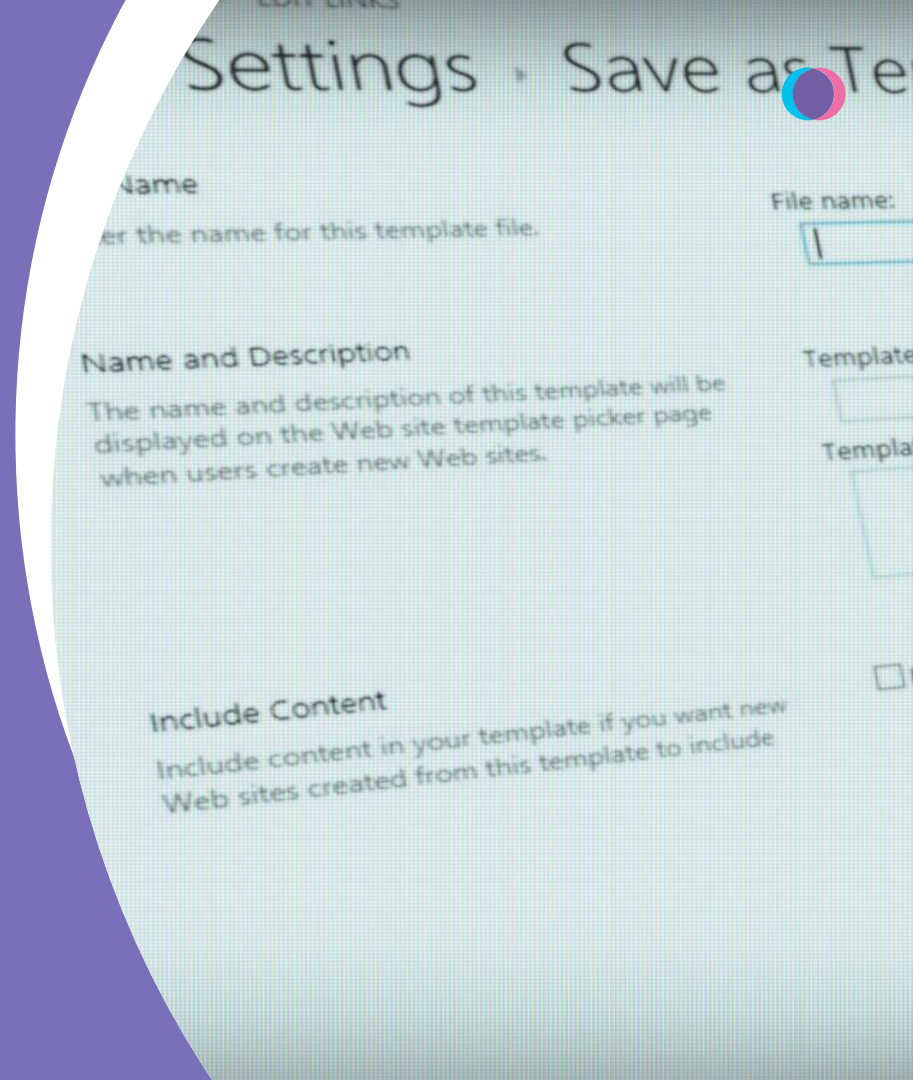 EDIT LINKS
Settings › Save as Te
Name
er the name for this template file.
File name:
Name and Description
The name and description of this template will be
displayed on the Web site template picker page
when users create new Web sites.
Template
Templa
Include Content
Include content in your template if you want new
Web sites created from this template to include